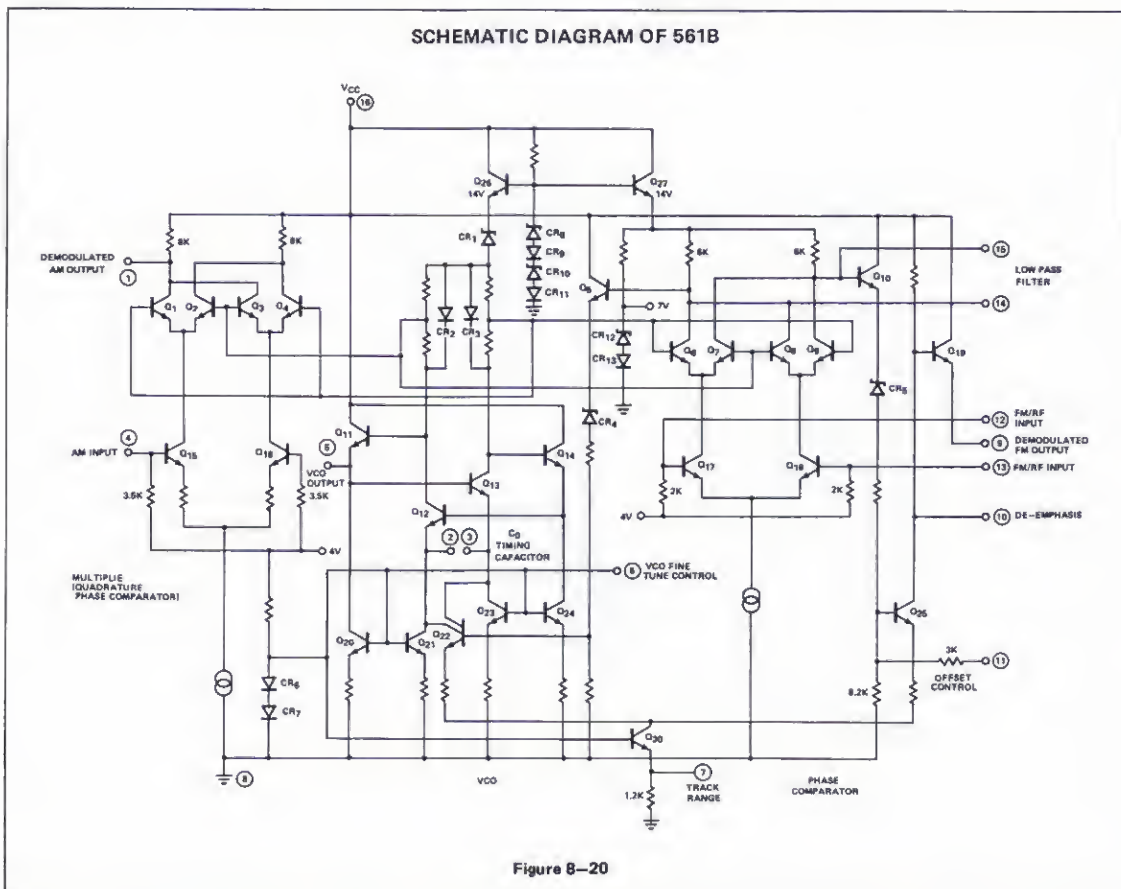 SCHEMATIC DIAGRAM OF 561B
VCC
16
Q26
14V
Q27
14V
8K
8K
CR1
CR8
CR9
CR10
CR11
6K
6K
DEMODULATED
AM OUTPUT
1
Q1
Q2
Q3
Q4
CR2
CR3
Q5
7V
CR12
CR13
Q10
15
LOW PASS
FILTER
14
Q6
Q7
Q8
Q9
Q19
CR5
CR4
12
FM/RF
INPUT
9
DEMODULATED
FM OUTPUT
13
FM/RF INPUT
4
AM INPUT
Q15
Q16
5
VCO
OUTPUT
Q11
Q14
Q13
Q12
Q17
Q18
3.5K
3.5K
2K
2K
4V
4V
2
3
C0
TIMING
CAPACITOR
10
DE-EMPHASIS
MULTIPLIE
(QUADRATURE
PHASE COMPARATOR)
6
VCO FINE
TUNE CONTROL
Q20
Q21
Q22
Q23
Q24
Q25
3K
11
OFFSET
CONTROL
8.2K
CR6
CR7
Q30
8
VCO
7
TRACK
RANGE
1.2K
PHASE
COMPARATOR
Figure 8–20